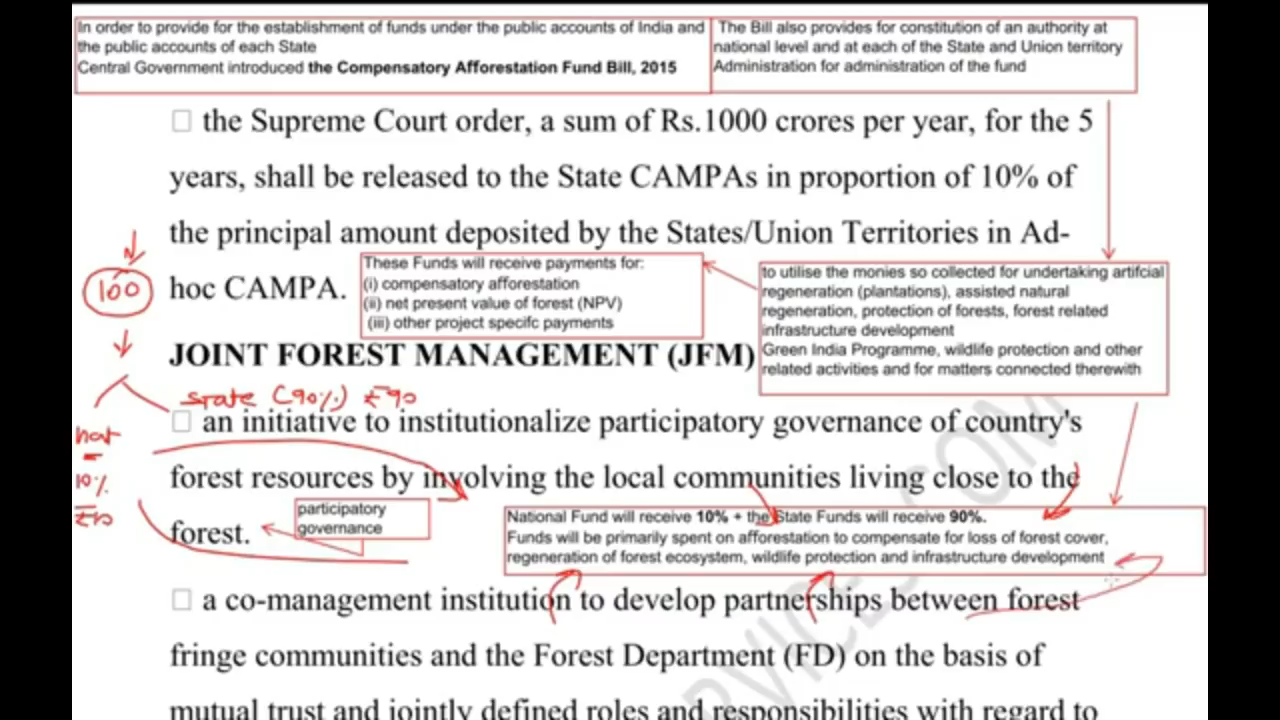 In order to provide for the establishment of funds under the public accounts of India and
the public accounts of each State
Central Government introduced the Compensatory Afforestation Fund Bill, 2015
The Bill also provides for constitution of an authority at
national level and at each of the State and Union territory
Administration for administration of the fund
the Supreme Court order, a sum of Rs.1000 crores per year, for the 5
years, shall be released to the State CAMPAs in proportion of 10% of
the principal amount deposited by the States/Union Territories in Ad-
hoc CAMPA.
100
These Funds will receive payments for:
(i) compensatory afforestation
(ii) net present value of forest (NPV)
(iii) other project specifc payments
to utilise the monies so collected for undertaking artifcial
regeneration (plantations), assisted natural
regeneration, protection of forests, forest related
infrastructure development
Green India Programme, wildlife protection and other
related activities and for matters connected therewith
JOINT FOREST MANAGEMENT (JFM)
state (90%) ₹90
an initiative to institutionalize participatory governance of country's
forest resources by involving the local communities living close to the
forest.
nat
10%
₹10
participatory
governance
National Fund will receive 10% + the State Funds will receive 90%.
Funds will be primarily spent on afforestation to compensate for loss of forest cover,
regeneration of forest ecosystem, wildlife protection and infrastructure development
a co-management institution to develop partnerships between forest
fringe communities and the Forest Department (FD) on the basis of
mutual trust and jointly defined roles and responsibilities with regard to